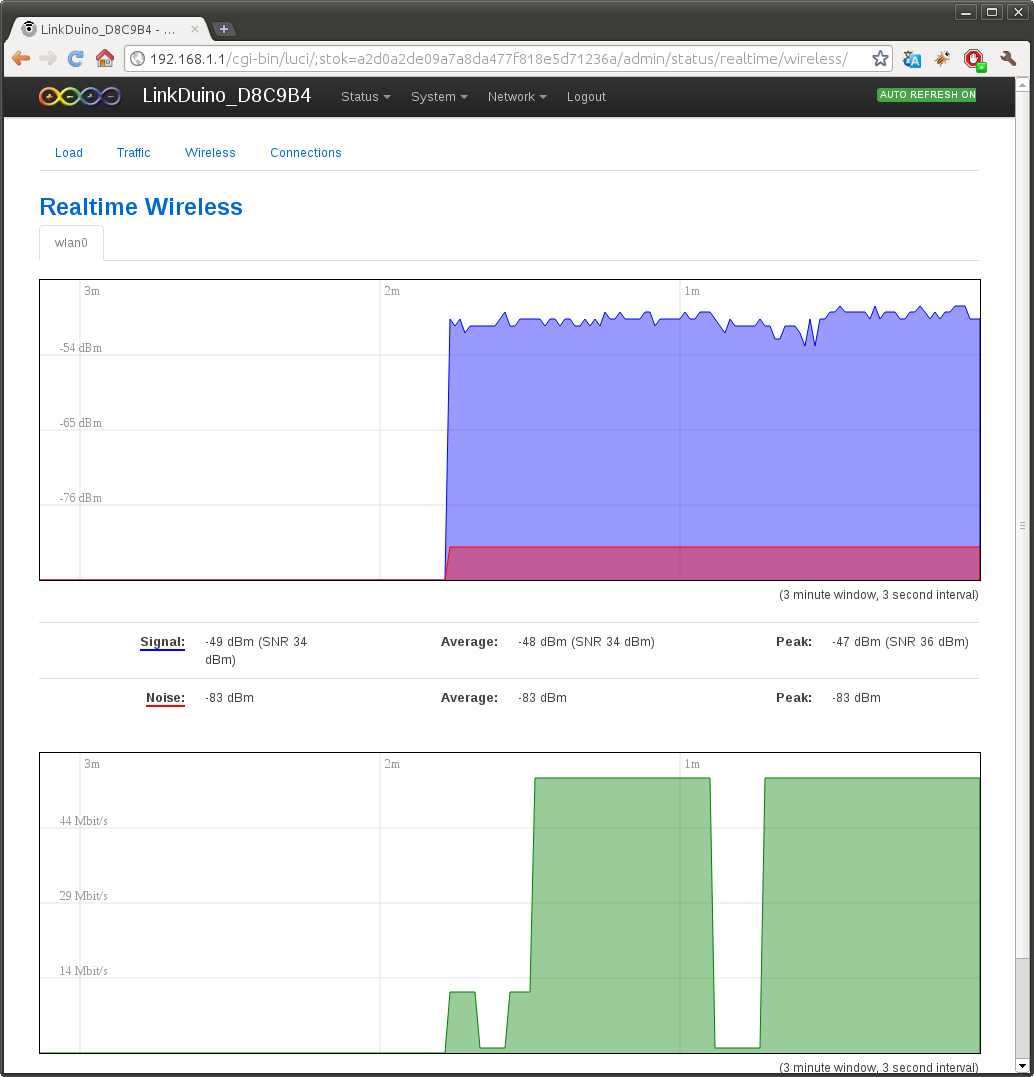 LinkDuino_D8C9B4 - ...
192.168.1.1/cgi-bin/luci/;stok=a2d0a2de09a7a8da477f818e5d71236a/admin/status/realtime/wireless/
LinkDuino_D8C9B4 Status System Network Logout AUTO REFRESH ON
Load Traffic Wireless Connections
Realtime Wireless
wlan0
3m 2m 1m
-54 dBm
-65 dBm
-76 dBm
(3 minute window, 3 second interval)
Signal: -49 dBm (SNR 34 dBm) Average: -48 dBm (SNR 34 dBm) Peak: -47 dBm (SNR 36 dBm)
Noise: -83 dBm Average: -83 dBm Peak: -83 dBm
3m 2m 1m
44 Mbit/s
29 Mbit/s
14 Mbit/s
(3 minute window, 3 second interval)